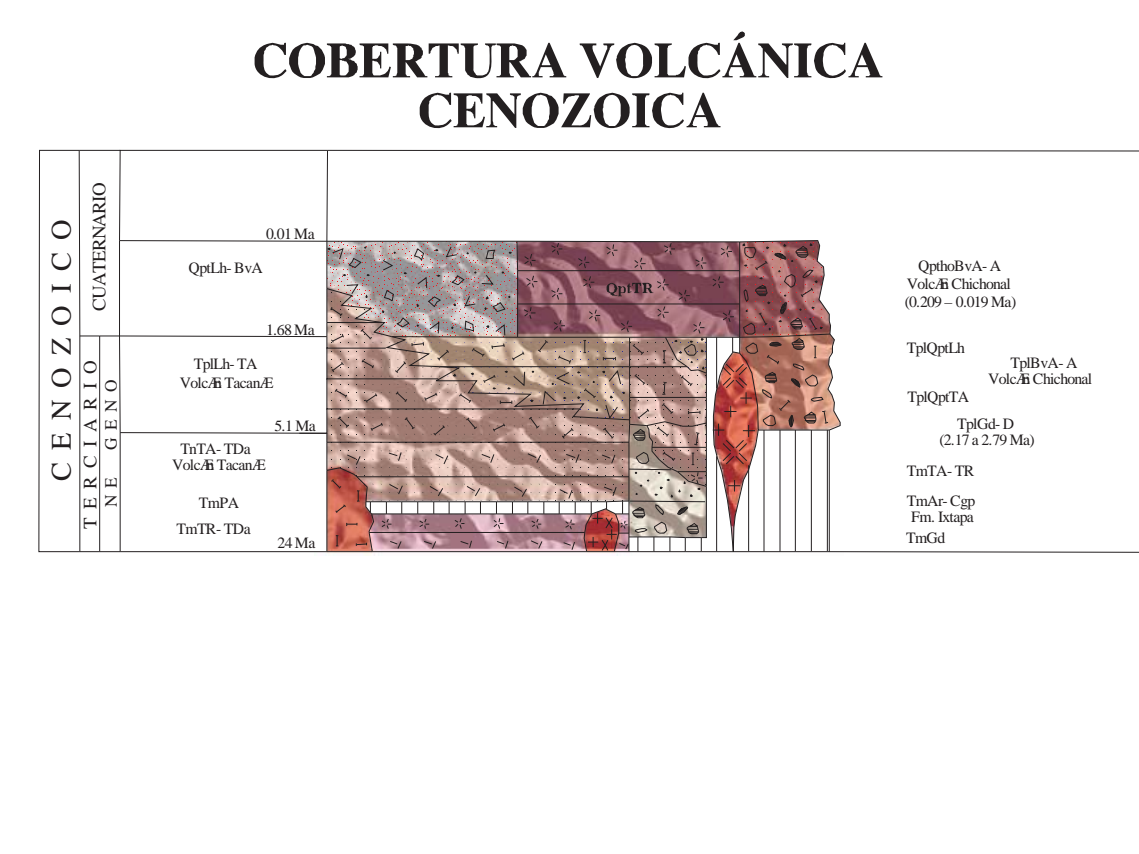 COBERTURA VOLCÁNICA
CENOZOICA
CENOZOICO
CUATERNARIO
TERCIARIO
NE GENO
0.01 Ma
QptLh- BvA
1.68 Ma
TplLh- TA
VolcÆn TacanÆ
5.1 Ma
TnTA- TDa
VolcÆn TacanÆ
TmPA
TmTR- TDa
24 Ma
QptTR
QpthoBvA- A
VolcÆn Chichonal
(0.209 – 0.019 Ma)
TplQptLh
TplBvA- A
VolcÆn Chichonal
TplQptTA
TplGd- D
(2.17 a 2.79 Ma)
TmTA- TR
TmAr- Cgp
Fm. Ixtapa
TmGd